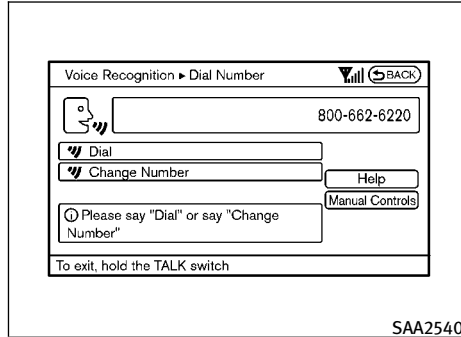 Voice Recognition ▸ Dial Number
BACK
800-662-6220
Dial
Change Number
Help
Manual Controls
Please say "Dial" or say "Change
Number"
To exit, hold the TALK switch
SAA2540